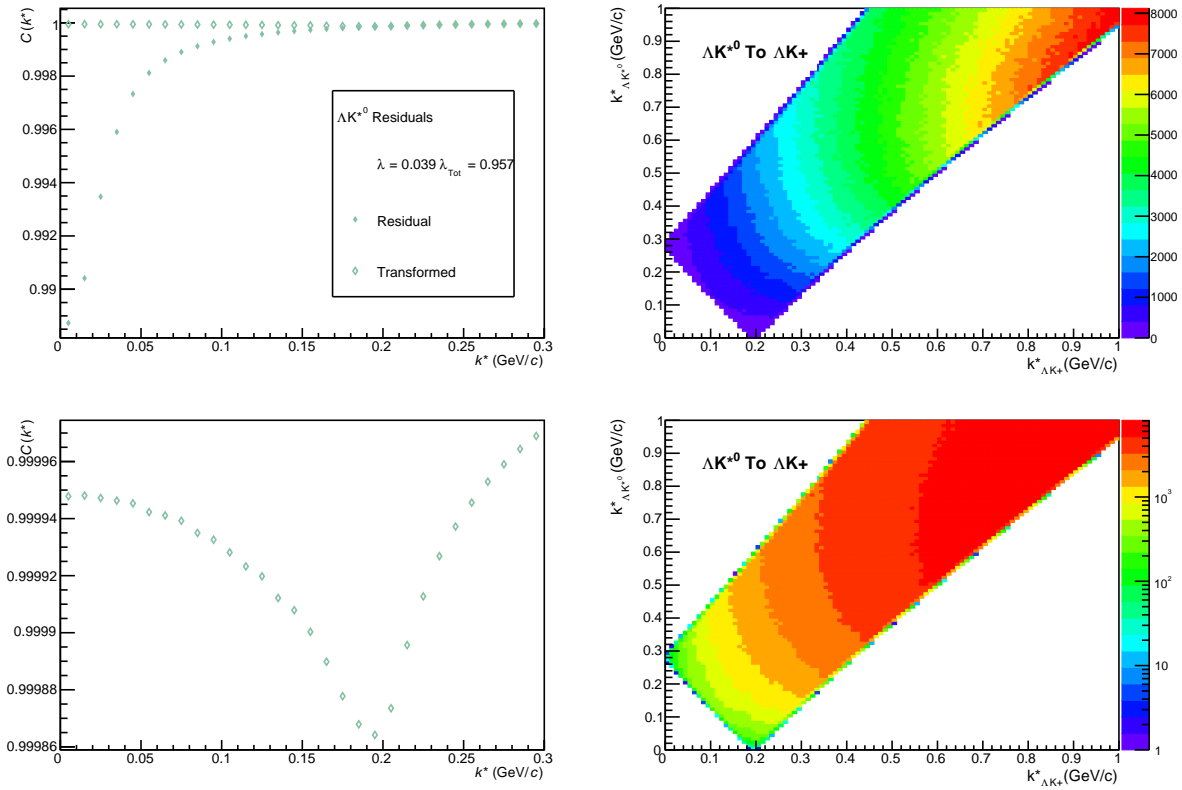 C(k*)
1
0.998
0.996
0.994
0.992
0.99
0 0.05 0.1 0.15 0.2 0.25 0.3
k* (GeV/c)
ΛK*⁰ Residuals
λ = 0.039 λ_Tot = 0.957
Residual
Transformed
k*_ΛK*⁰ (GeV/c)
1
0.9
0.8
0.7
0.6
0.5
0.4
0.3
0.2
0.1
0
0 0.1 0.2 0.3 0.4 0.5 0.6 0.7 0.8 0.9 1
k*_ΛK+(GeV/c)
ΛK*⁰ To ΛK+
8000
7000
6000
5000
4000
3000
2000
1000
0
C(k*)
0.99996
0.99994
0.99992
0.9999
0.99988
0.99986
0 0.05 0.1 0.15 0.2 0.25 0.3
k* (GeV/c)
k*_ΛK*⁰ (GeV/c)
1
0.9
0.8
0.7
0.6
0.5
0.4
0.3
0.2
0.1
0
0 0.1 0.2 0.3 0.4 0.5 0.6 0.7 0.8 0.9 1
k*_ΛK+(GeV/c)
ΛK*⁰ To ΛK+
10³
10²
10
1